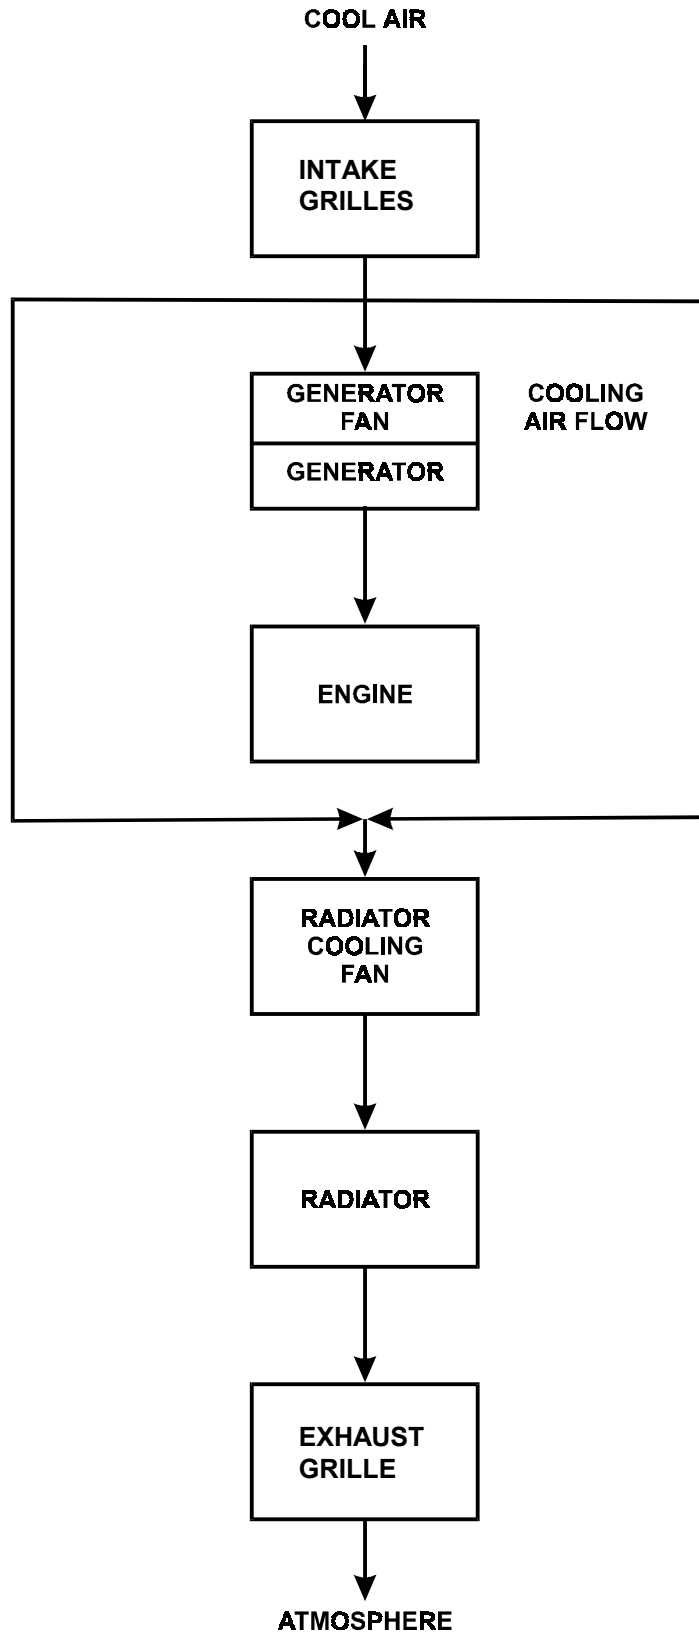 COOL AIR
INTAKE
GRILLES
GENERATOR
FAN
COOLING
AIR FLOW
GENERATOR
ENGINE
RADIATOR
COOLING
FAN
RADIATOR
EXHAUST
GRILLE
ATMOSPHERE